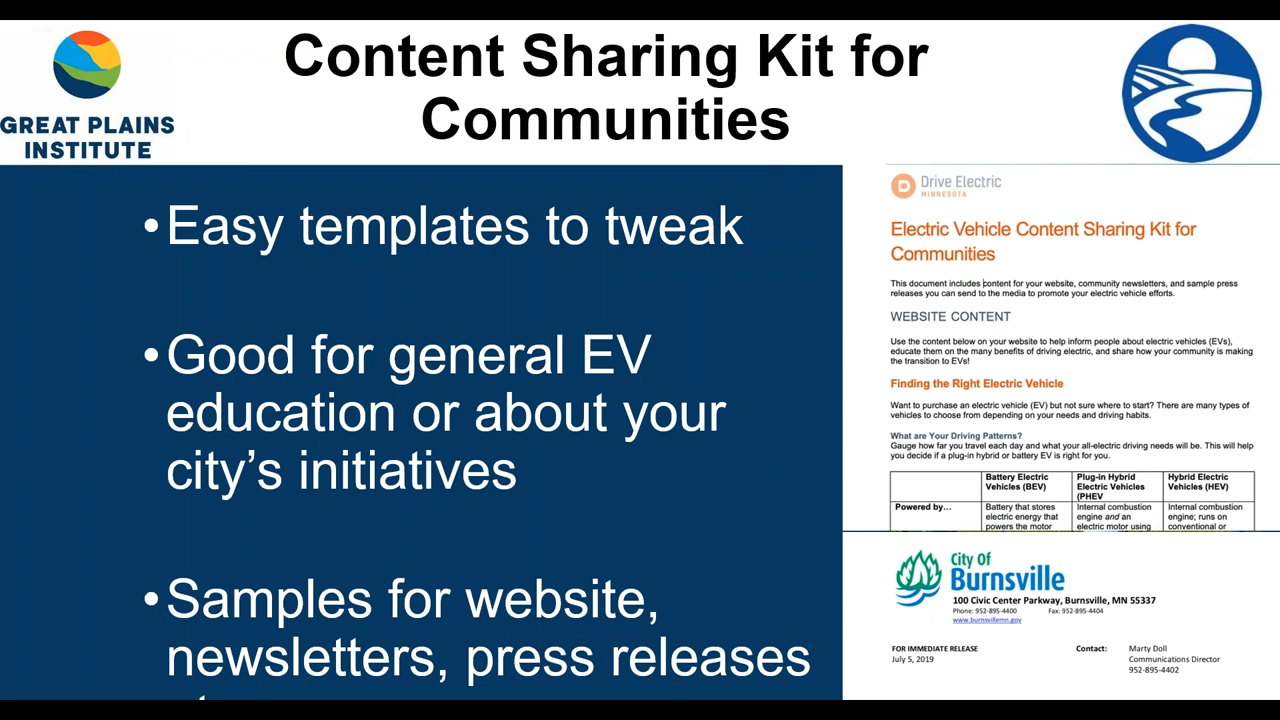 GREAT PLAINS
INSTITUTE
Content Sharing Kit for
Communities
•Easy templates to tweak
•Good for general EV
education or about your
city's initiatives
•Samples for website,
newsletters, press releases
D Drive Electric
MINNESOTA
Electric Vehicle Content Sharing Kit for
Communities
This document includes content for your website, community newsletters, and sample press
releases you can send to the media to promote your electric vehicle efforts.
WEBSITE CONTENT
Use the content below on your website to help inform people about electric vehicles (EVs),
educate them on the many benefits of driving electric, and share how your community is making
the transition to EVs!
Finding the Right Electric Vehicle
Want to purchase an electric vehicle (EV) but not sure where to start? There are many types of
vehicles to choose from depending on your needs and driving habits.
What are Your Driving Patterns?
Gauge how far you travel each day and what your all-electric driving needs will be. This will help
you decide if a plug-in hybrid or battery EV is right for you.
Battery Electric
Vehicles (BEV)
Plug-in Hybrid
Electric Vehicles
(PHEV
Hybrid Electric
Vehicles (HEV)
Powered by…
Battery that stores
electric energy that
powers the motor
Internal combustion
engine and an
electric motor using
Internal combustion
engine; runs on
conventional or
City Of
Burnsville
100 Civic Center Parkway, Burnsville, MN 55337
Phone: 952-895-4400 Fax: 952-895-4404
www.burnsvillemn.gov
FOR IMMEDIATE RELEASE
July 5, 2019
Contact:
Marty Doll
Communications Director
952-895-4402